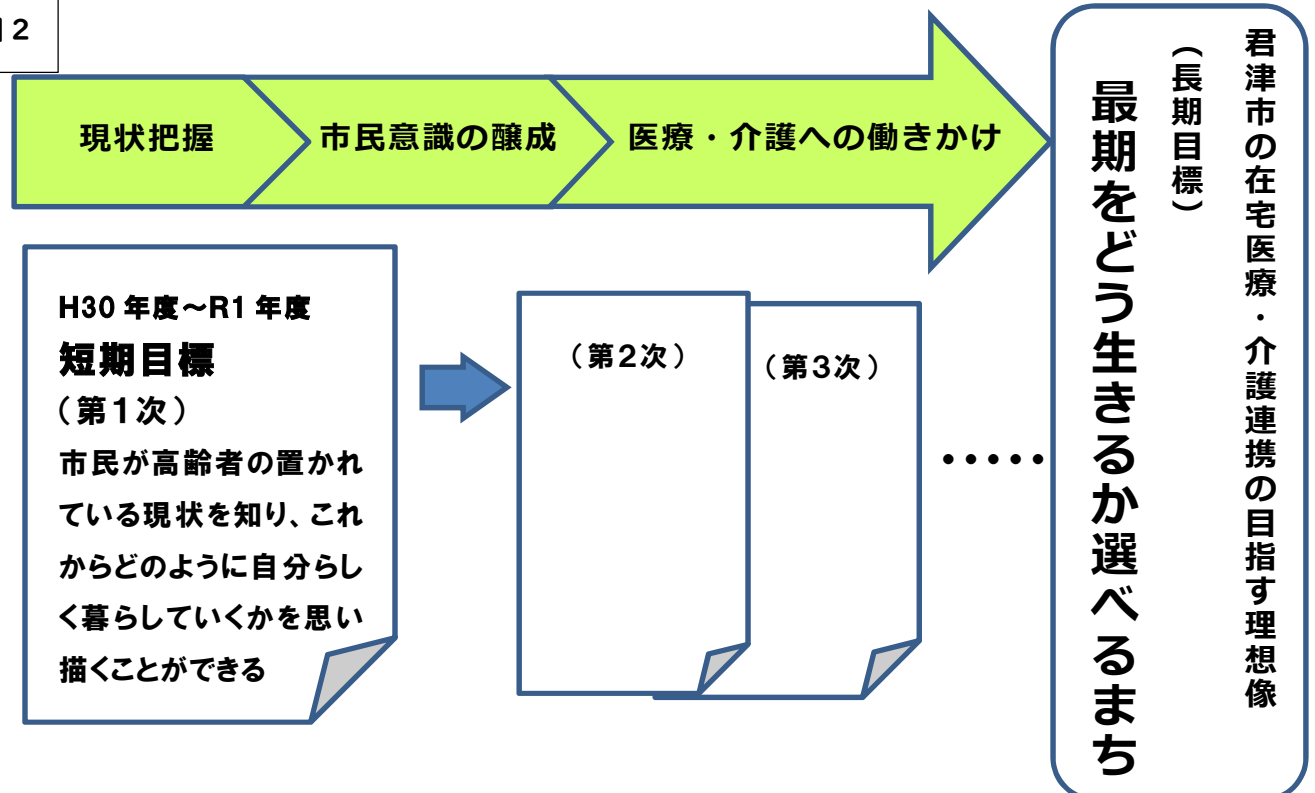 2
現状把握
市民意識の醸成
医療・介護への働きかけ
H30年度～R1年度
短期目標
（第1次）
市民が高齢者の置かれ
ている現状を知り、これ
からどのように自分らし
く暮らしていくかを思い
描くことができる
（第2次）
（第3次）
・・・・・
君津市の在宅医療・介護連携の目指す理想像
（長期目標）
最期をどう生きるか選べるまち